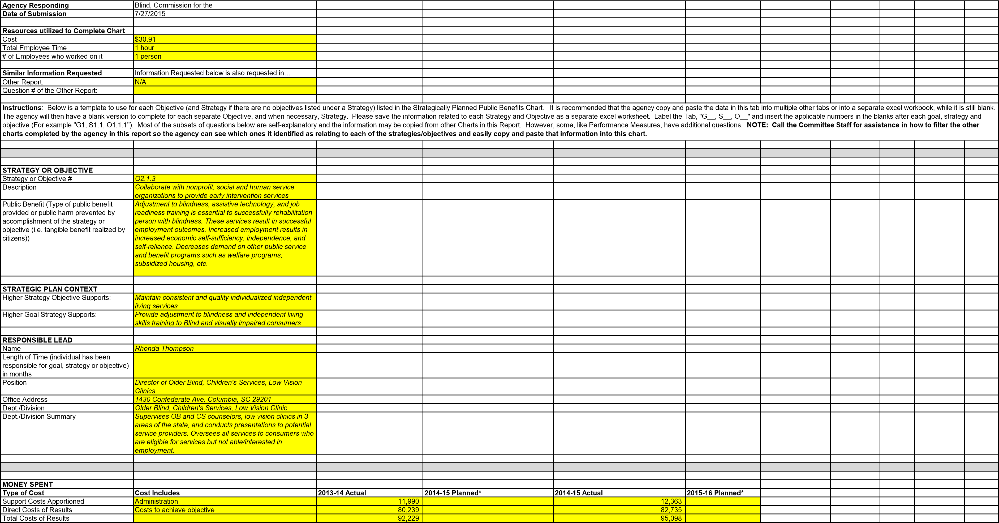 Agency Responding Blind, Commission for the
Date of Submission 7/27/2015
Resources utilized to Complete Chart
Cost $30.91
Total Employee Time 1 hour
# of Employees who worked on it 1 person
Similar Information Requested Information Requested below is also requested in…
Other Report: N/A
Question # of the Other Report:
Instructions:  Below is a template to use for each Objective (and Strategy if there are no objectives listed under a Strategy) listed in the Strategically Planned Public Benefits Chart.   It is recommended that the agency copy and paste the data in this tab into multiple other tabs or into a separate excel workbook, while it is still blank.
The agency will then have a blank version to complete for each separate Objective, and when necessary, Strategy.  Please save the information related to each Strategy and Objective as a separate excel worksheet.  Label the Tab, "G__, S__, O__" and insert the applicable numbers in the blanks after each goal, strategy and
objective (For example "G1, S1.1, O1.1.1").  Most of the subsets of questions below are self-explanatory and the information may be copied from other Charts in this Report.  However, some, like Performance Measures, have additional questions.  NOTE:  Call the Committee Staff for assistance in how to filter the other
charts completed by the agency in this report so the agency can see which ones it identified as relating to each of the strategies/objectives and easily copy and paste that information into this chart.
STRATEGY OR OBJECTIVE
Strategy or Objective # O2.1.3
Description
Collaborate with nonprofit, social and human service
organizations to provide early intervention services
Public Benefit (Type of public benefit
provided or public harm prevented by
accomplishment of the strategy or
objective (i.e. tangible benefit realized by
citizens))
Adjustment to blindness, assistive technology, and job
readiness training is essential to successfully rehabilitation
person with blindness. These services result in successful
employment outcomes. Increased employment results in
increased economic self-sufficiency, independence, and
self-reliance. Decreases demand on other public service
and benefit programs such as welfare programs,
subsidized housing, etc.
STRATEGIC PLAN CONTEXT
Higher Strategy Objective Supports:
Maintain consistent and quality individualized independent
living services
Higher Goal Strategy Supports:
Provide adjustment to blindness and independent living
skills training to Blind and visually impaired consumers
RESPONSIBLE LEAD
Name Rhonda Thompson
Length of Time (individual has been
responsible for goal, strategy or objective)
in months
Position
Director of Older Blind, Children's Services, Low Vision
Clinics
Office Address 1430 Confederate Ave. Columbia, SC 29201
Dept./Division Older Blind, Children's Services, Low Vision Clinic
Dept./Division Summary
Supervises OB and CS counselors, low vision clinics in 3
areas of the state, and conducts presentations to potential
service providers. Oversees all services to consumers who
are eligible for services but not able/interested in
employment.
MONEY SPENT
Type of Cost Cost Includes 2013-14 Actual 2014-15 Planned* 2014-15 Actual 2015-16 Planned*
Support Costs Apportioned Administration 11,990 12,363
Direct Costs of Results Costs to achieve objective 80,239 82,735
Total Costs of Results 92,229 95,098